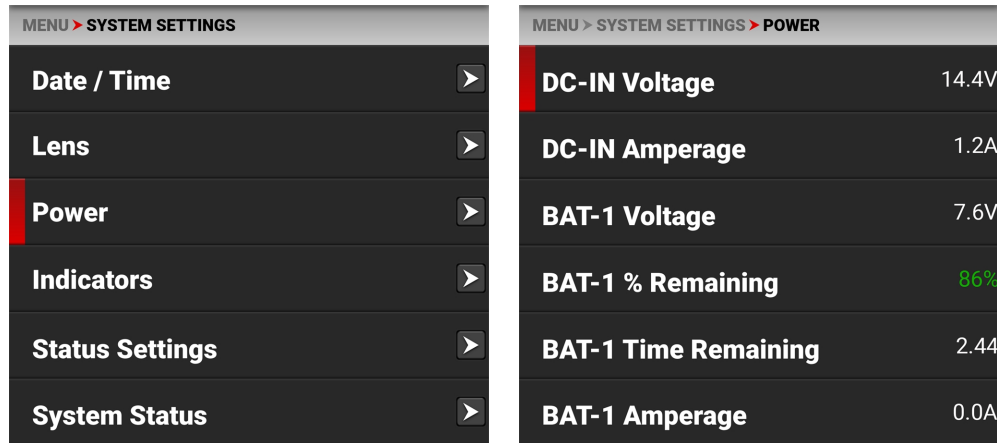 MENU > SYSTEM SETTINGS
Date / Time
Lens
Power
Indicators
Status Settings
System Status
MENU > SYSTEM SETTINGS > POWER
DC-IN Voltage 14.4V
DC-IN Amperage 1.2A
BAT-1 Voltage 7.6V
BAT-1 % Remaining 86%
BAT-1 Time Remaining 2.44
BAT-1 Amperage 0.0A